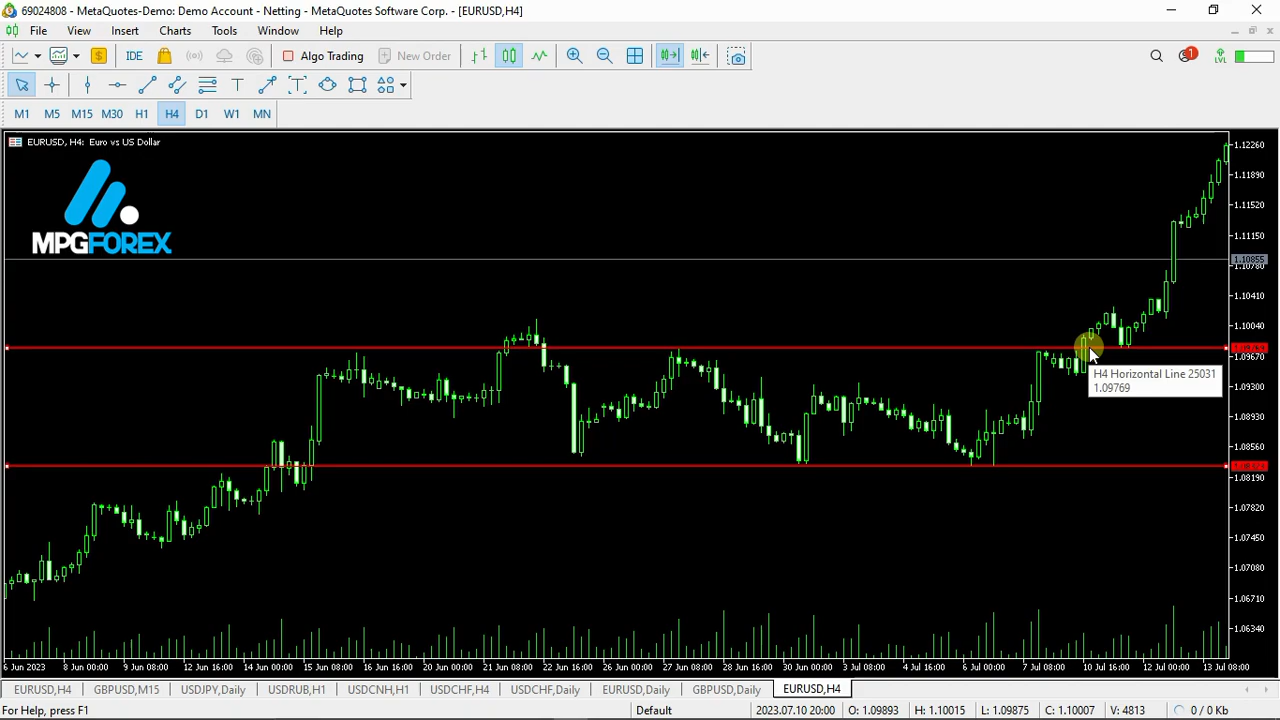 69024808 - MetaQuotes-Demo: Demo Account - Netting - MetaQuotes Software Corp. - [EURUSD,H4]
File View Insert Charts Tools Window Help
IDE Algo Trading New Order 1 LVL
M1 M5 M15 M30 H1 H4 D1 W1 MN
EURUSD, H4: Euro vs US Dollar
MPGFOREX
1.12260
1.11890
1.11520
1.11150
1.10855
1.10780
1.10410
1.10040
1.09670
1.09300
1.08930
1.08560
1.08190
1.07820
1.07450
1.07080
1.06710
1.06340
H4 Horizontal Line 25031
1.09769
6 Jun 2023 8 Jun 00:00 9 Jun 08:00 12 Jun 16:00 14 Jun 00:00 15 Jun 08:00 16 Jun 16:00 20 Jun 00:00 21 Jun 08:00 22 Jun 16:00 26 Jun 00:00 27 Jun 08:00 28 Jun 16:00 30 Jun 00:00 3 Jul 08:00 4 Jul 16:00 6 Jul 00:00 7 Jul 08:00 10 Jul 16:00 12 Jul 00:00 13 Jul 08:00
EURUSD,H4 GBPUSD,M15 USDJPY,Daily USDRUB,H1 USDCNH,H1 USDCHF,H4 USDCHF,Daily EURUSD,Daily GBPUSD,Daily EURUSD,H4
For Help, press F1 Default 2023.07.10 20:00 O: 1.09893 H: 1.10015 L: 1.09875 C: 1.10007 V: 4813 0 / 0 Kb